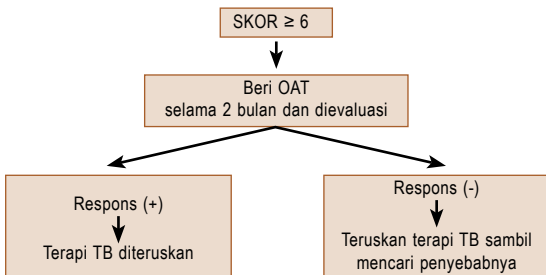 SKOR ≥ 6
Beri OAT
selama 2 bulan dan dievaluasi
Respons (+)
Terapi TB diteruskan
Respons (-)
Teruskan terapi TB sambil
mencari penyebabnya